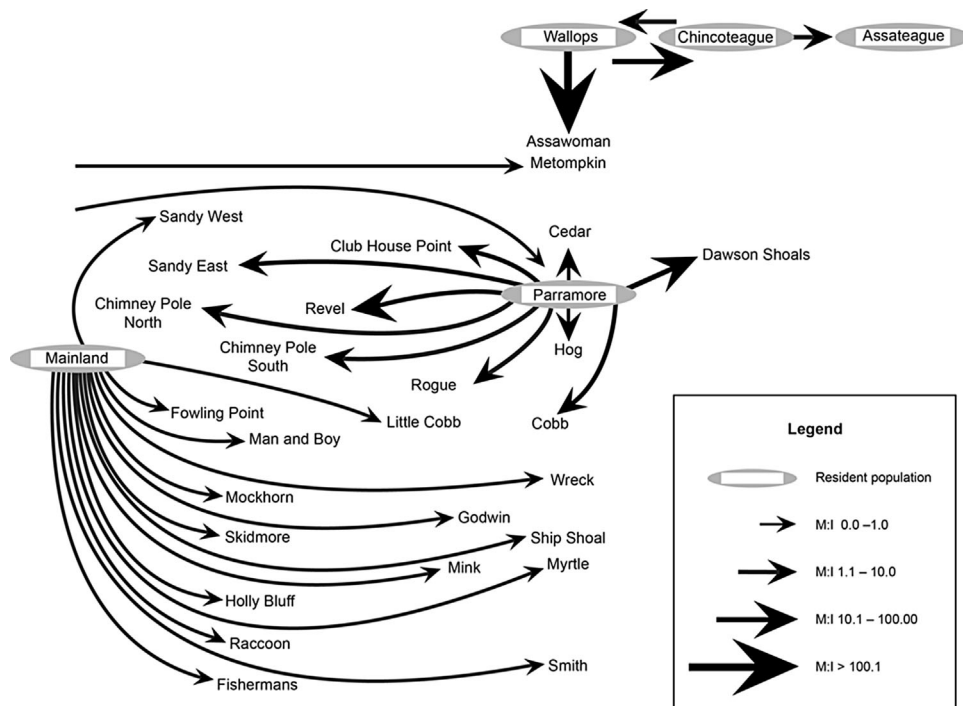 Wallops
Chincoteague
Assateague
Assawoman
Metompkin
Sandy West
Cedar
Club House Point
Dawson Shoals
Sandy East
Parramore
Chimney Pole
North
Revel
Hog
Mainland
Chimney Pole
South
Rogue
Fowling Point
Little Cobb
Cobb
Man and Boy
Wreck
Mockhorn
Godwin
Skidmore
Ship Shoal
Mink
Myrtle
Holly Bluff
Raccoon
Smith
Fishermans
Legend
Resident population
M:I 0.0 –1.0
M:I 1.1 – 10.0
M:I 10.1 – 100.00
M:I > 100.1